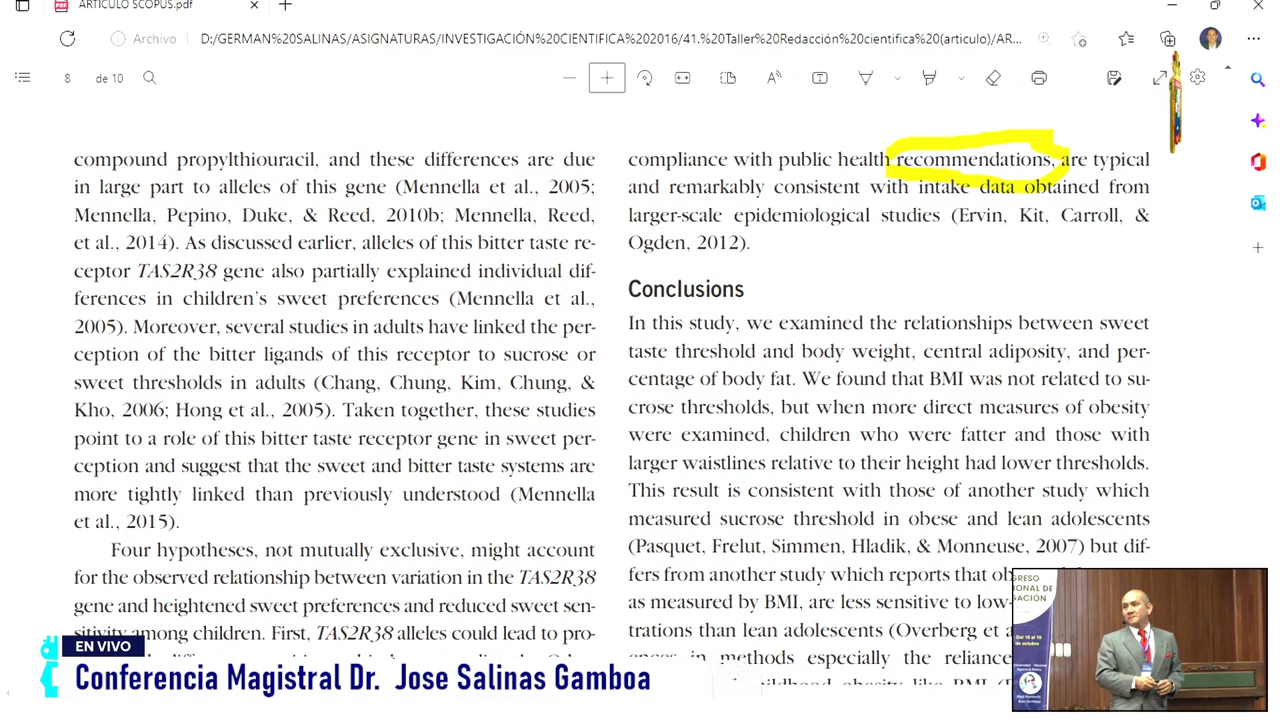 ARTICULO SCOPUS.pdf
Archivo
D:/GERMAN%20SALINAS/ASIGNATURAS/INVESTIGACIÓN%20CIENTIFICA%202016/41.%20Taller%20Redacción%20cientifica%20(articulo)/AR...
8 de 10
compound propylthiouracil, and these differences are due
in large part to alleles of this gene (Mennella et al., 2005;
Mennella, Pepino, Duke, & Reed, 2010b; Mennella, Reed,
et al., 2014). As discussed earlier, alleles of this bitter taste re-
ceptor TAS2R38 gene also partially explained individual dif-
ferences in children's sweet preferences (Mennella et al.,
2005). Moreover, several studies in adults have linked the per-
ception of the bitter ligands of this receptor to sucrose or
sweet thresholds in adults (Chang, Chung, Kim, Chung, &
Kho, 2006; Hong et al., 2005). Taken together, these studies
point to a role of this bitter taste receptor gene in sweet per-
ception and suggest that the sweet and bitter taste systems are
more tightly linked than previously understood (Mennella
et al., 2015).
Four hypotheses, not mutually exclusive, might account
for the observed relationship between variation in the TAS2R38
gene and heightened sweet preferences and reduced sweet sen-
sitivity among children. First, TAS2R38 alleles could lead to pro-
compliance with public health recommendations, are typical
and remarkably consistent with intake data obtained from
larger-scale epidemiological studies (Ervin, Kit, Carroll, &
Ogden, 2012).
Conclusions
In this study, we examined the relationships between sweet
taste threshold and body weight, central adiposity, and per-
centage of body fat. We found that BMI was not related to su-
crose thresholds, but when more direct measures of obesity
were examined, children who were fatter and those with
larger waistlines relative to their height had lower thresholds.
This result is consistent with those of another study which
measured sucrose threshold in obese and lean adolescents
(Pasquet, Frelut, Simmen, Hladik, & Monneuse, 2007) but dif-
fers from another study which reports that
as measured by BMI, are less sensitive to low-
trations than lean adolescents (Overberg et a
in methods especially the reliance
childhood obesity like BMI
EN VIVO
Conferencia Magistral Dr. Jose Salinas Gamboa
GRESO
IONAL DE
GACIÓN
Del 16 al 19
de octubre